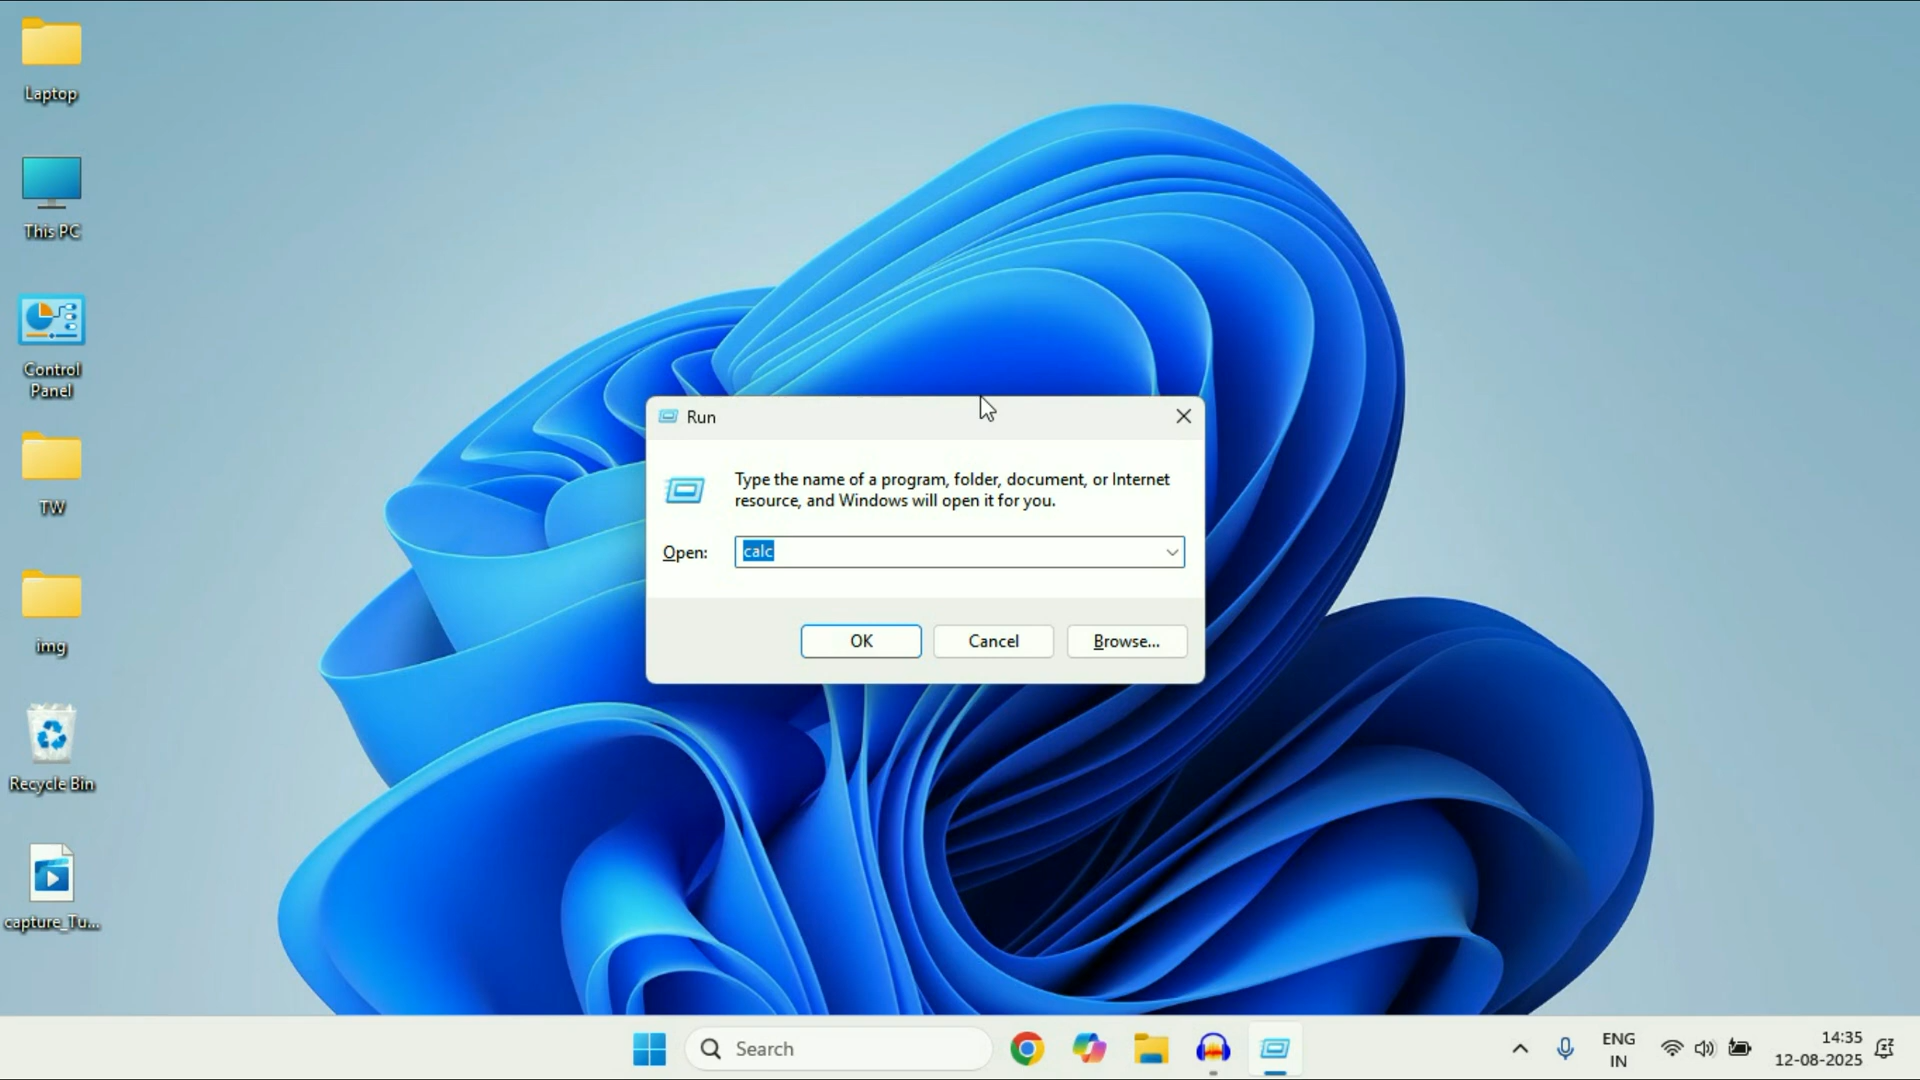 Laptop
This PC
Control
Panel
TW
img
Recycle Bin
capture_Tu...
Run
Type the name of a program, folder, document, or Internet
resource, and Windows will open it for you.
Open:
calc
OK
Cancel
Browse...
Search
ENG
IN
14:35
12-08-2025